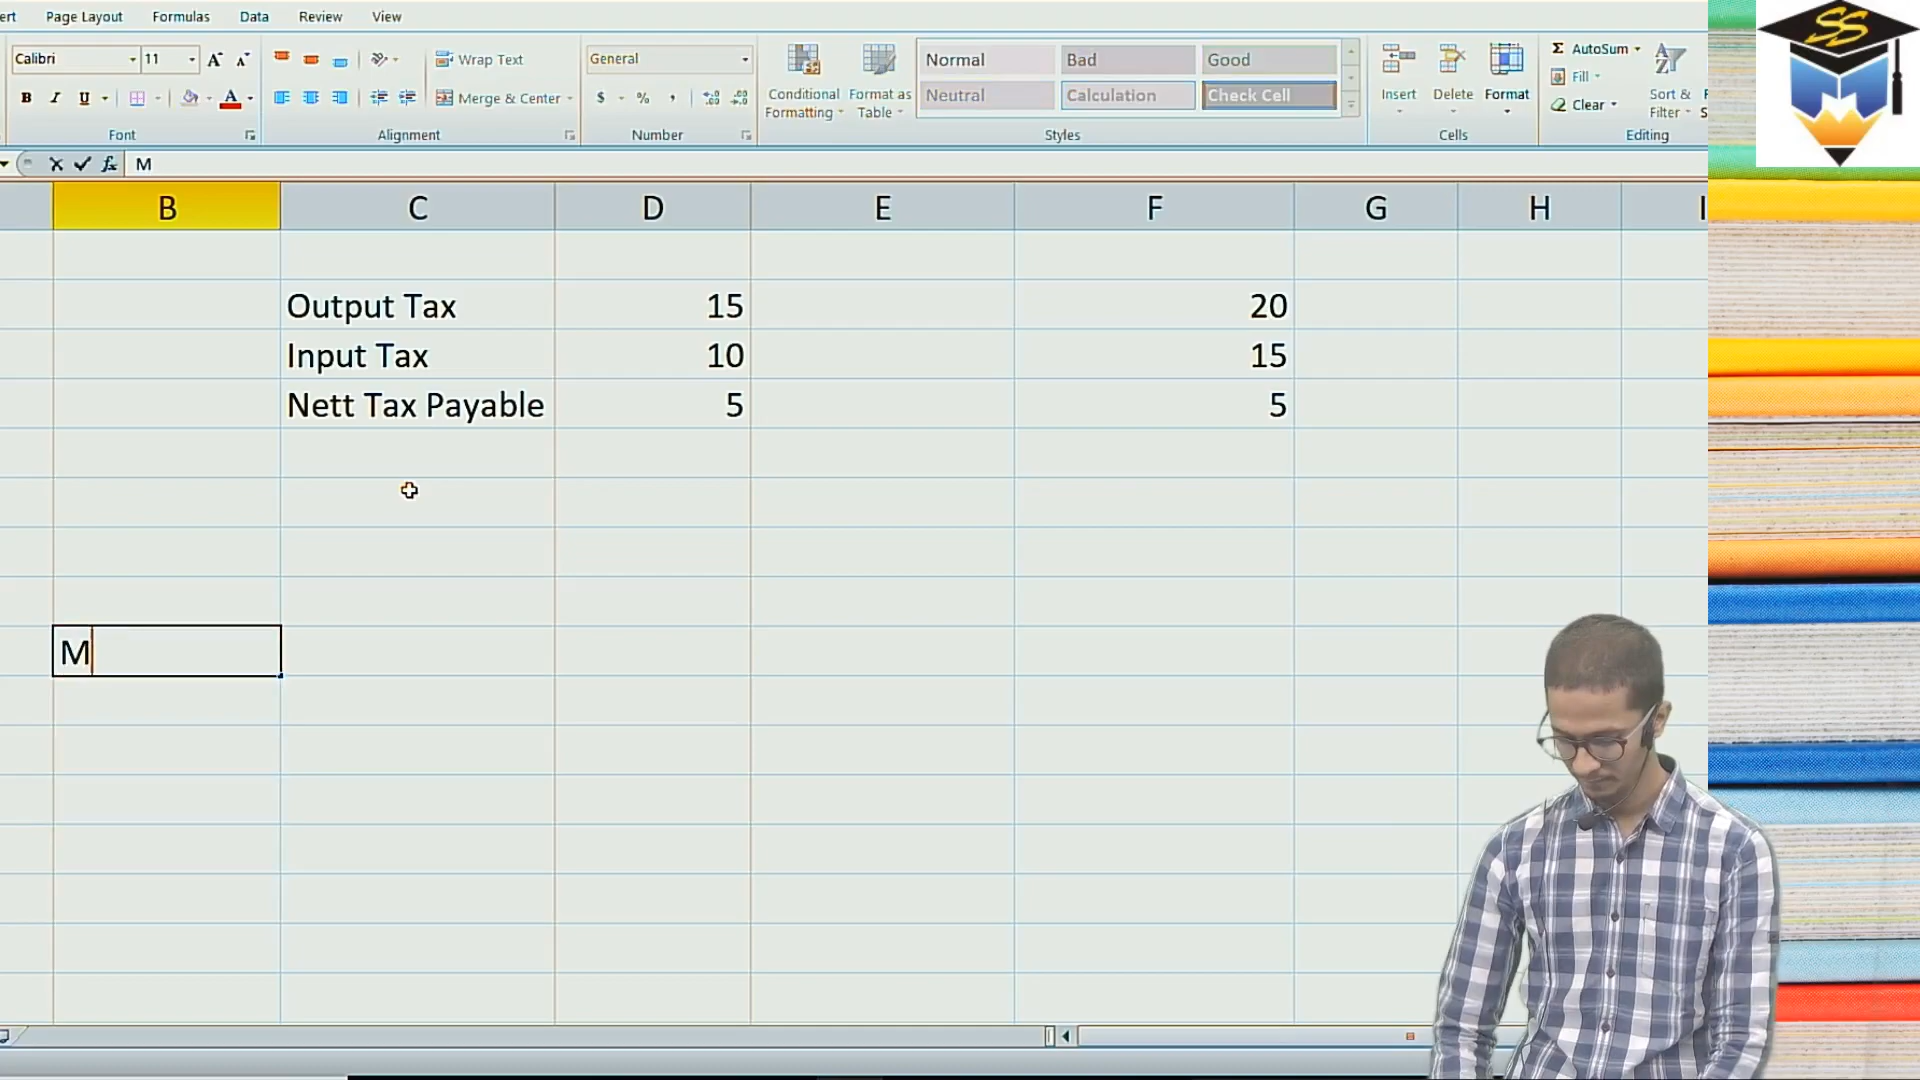 ert Page Layout Formulas Data Review View
Calibri 11 A A Wrap Text General Normal Bad Good AutoSum
B I U A Merge & Center $ % , Conditional Formatting Format as Table Neutral Calculation Check Cell Insert Delete Format Fill Clear Sort & Filter
Font Alignment Number Styles Cells Editing
fx M
B C D E F G H I
Output Tax 15 20
Input Tax 10 15
Nett Tax Payable 5 5
M
SS